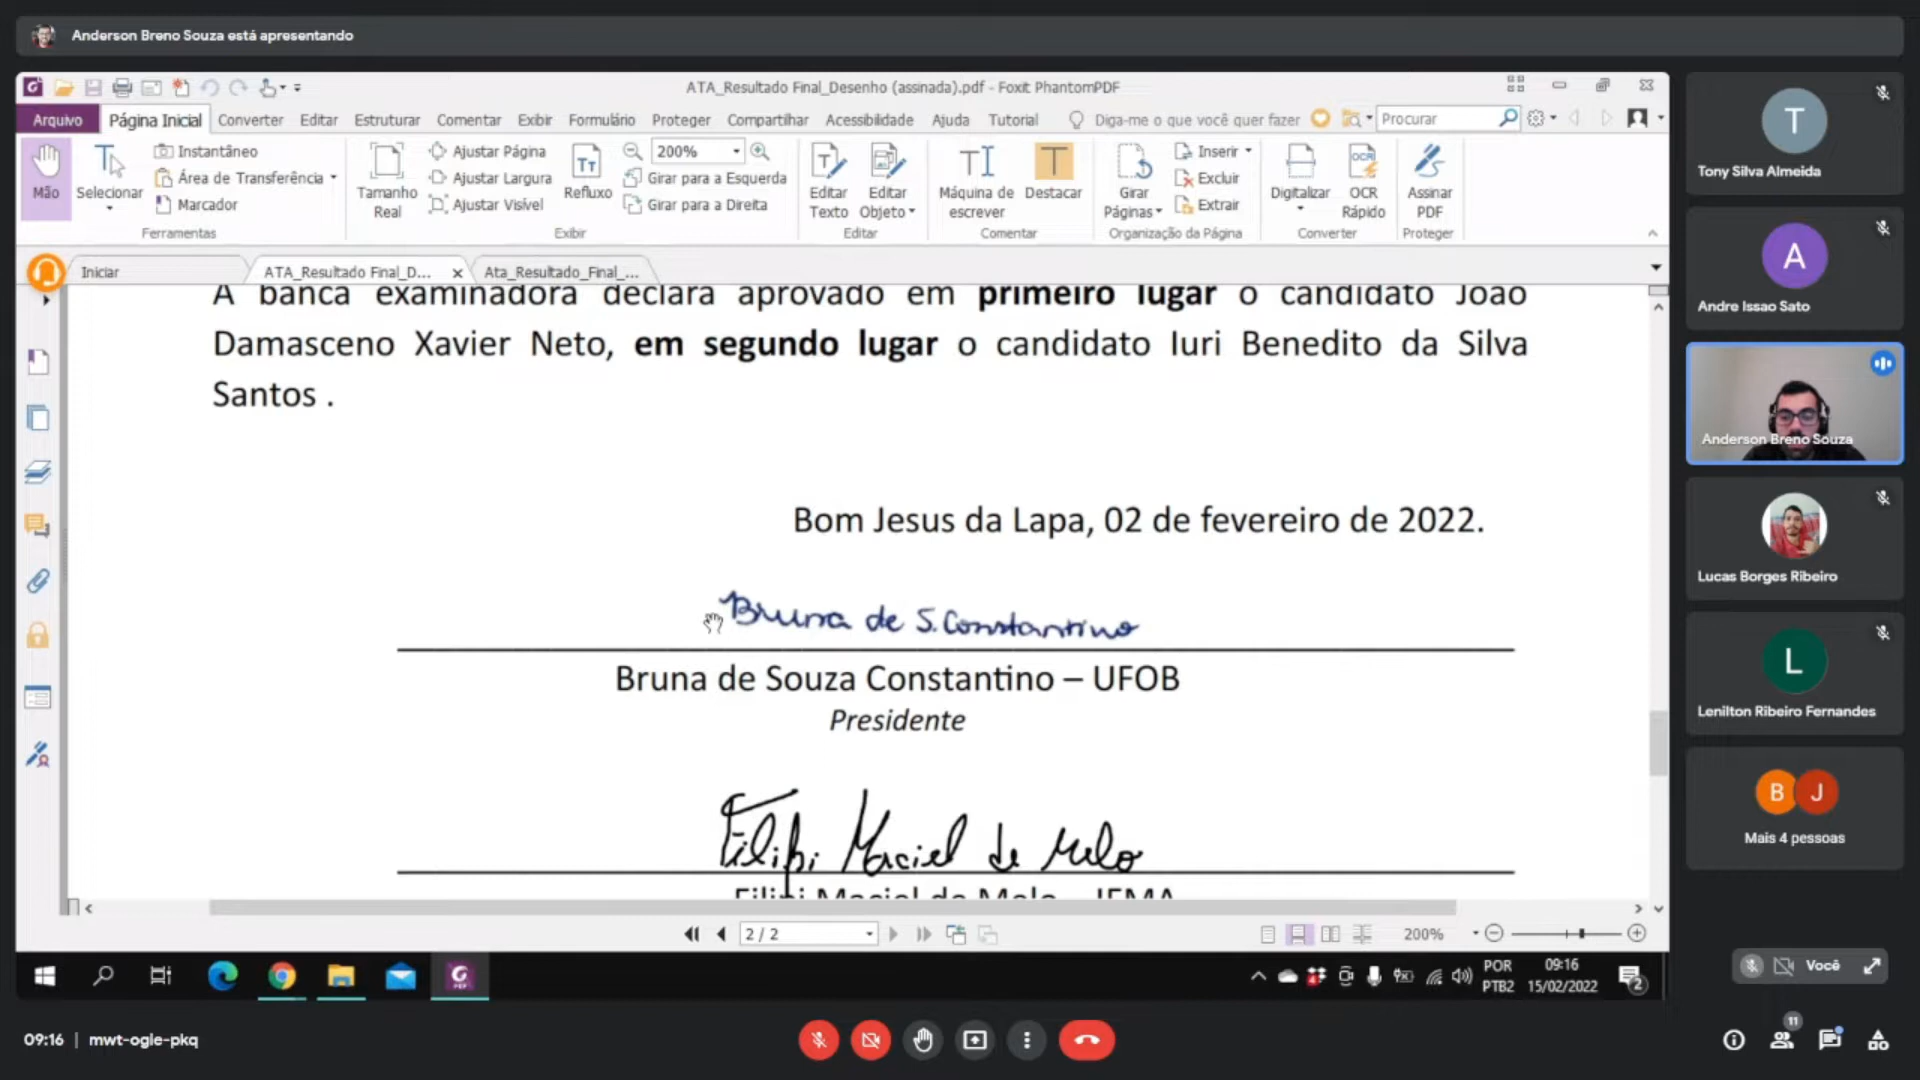 Anderson Breno Souza está apresentando
ATA_Resultado Final_Desenho (assinada).pdf - Foxit PhantomPDF
Arquivo Página Inicial Converter Editar Estruturar Comentar Exibir Formulário Proteger Compartilhar Acessibilidade Ajuda Tutorial Diga-me o que você quer fazer Procurar
Mão
Selecionar
Instantâneo
Área de Transferência
Marcador
Ferramentas
Tamanho Real
Ajustar Página
Ajustar Largura
Ajustar Visível
Refluxo
200%
Girar para a Esquerda
Girar para a Direita
Exibir
Editar Texto
Editar Objeto
Editar
Máquina de escrever
Destacar
Comentar
Girar Páginas
Inserir
Excluir
Extrair
Organização da Página
Digitalizar
OCR Rápido
Converter
Assinar PDF
Proteger
Iniciar
ATA_Resultado Final_D...
Ata_Resultado_Final_...
A banca examinadora declara aprovado em primeiro lugar o candidato João
Damasceno Xavier Neto, em segundo lugar o candidato Iuri Benedito da Silva
Santos .
Bom Jesus da Lapa, 02 de fevereiro de 2022.
Bruna de S. Constantino
Bruna de Souza Constantino – UFOB
Presidente
Filipi Maciel de Melo
Filipi Maciel de Melo – IFMA
2 / 2
200%
POR
PTB2
09:16
15/02/2022
2
T
Tony Silva Almeida
A
Andre Issao Sato
Anderson Breno Souza
Lucas Borges Ribeiro
L
Lenilton Ribeiro Fernandes
B J
Mais 4 pessoas
Você
09:16 | mwt-ogle-pkq
11